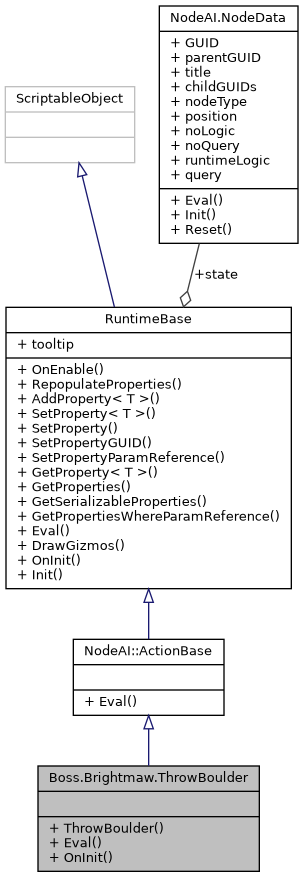 NodeAI.NodeData
+ GUID
+ parentGUID
+ title
+ childGUIDs
+ nodeType
+ position
+ noLogic
+ noQuery
+ runtimeLogic
+ query
+ Eval()
+ Init()
+ Reset()
ScriptableObject
+state
RuntimeBase
+ tooltip
+ OnEnable()
+ RepopulateProperties()
+ AddProperty< T >()
+ SetProperty< T >()
+ SetProperty()
+ SetPropertyGUID()
+ SetPropertyParamReference()
+ GetProperty< T >()
+ GetProperties()
+ GetSerializableProperties()
+ GetPropertiesWhereParamReference()
+ Eval()
+ DrawGizmos()
+ OnInit()
+ Init()
NodeAI::ActionBase
+ Eval()
Boss.Brightmaw.ThrowBoulder
+ ThrowBoulder()
+ Eval()
+ OnInit()